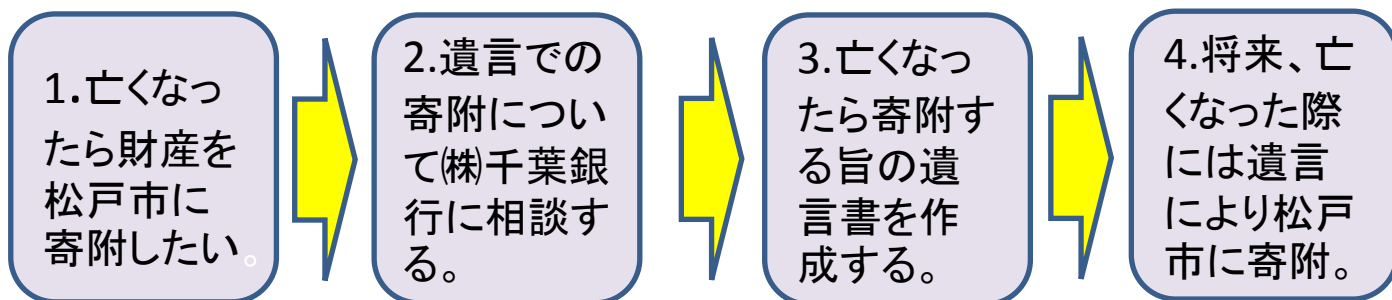 1.亡くなっ
たら財産を
松戸市に
寄附したい。
2.遺言での
寄附につい
て㈱千葉銀
行に相談す
る。
3.亡くなっ
たら寄附す
る旨の遺
言書を作
成する。
4.将来、亡
くなった際
には遺言
により松戸
市に寄附。